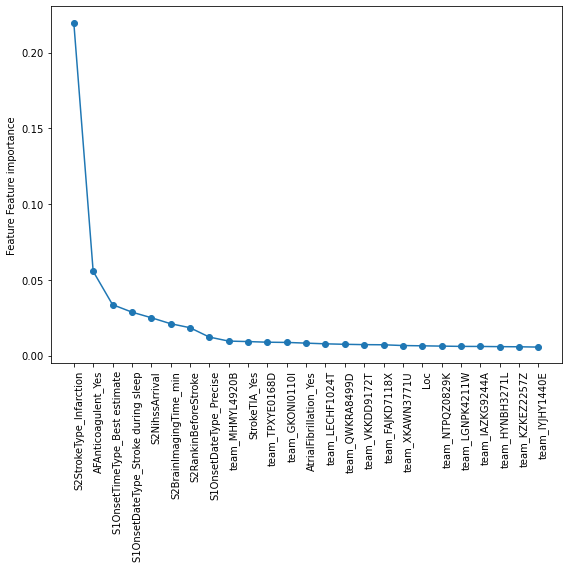 0.20
0.15
0.10
0.05
0.00
Feature Feature importance
S2StrokeType_Infarction
AFAnticoagulent_Yes
S1OnsetTimeType_Best estimate
S1OnsetDateType_Stroke during sleep
S2NihssArrival
S2BrainImagingTime_min
S2RankinBeforeStroke
S1OnsetDateType_Precise
team_MHMYL4920B
StrokeTIA_Yes
team_TPXYE0168D
team_GKONI0110I
AtrialFibrillation_Yes
team_LECHF1024T
team_QWKRA8499D
team_VKKDD9172T
team_FAJKD7118X
team_XKAWN3771U
Loc
team_NTPQZ0829K
team_LGNPK4211W
team_IAZKG9244A
team_HYNBH3271L
team_KZKEZ2257Z
team_IYJHY1440E